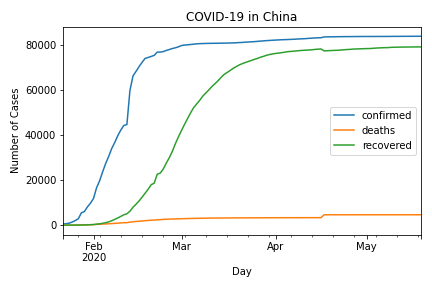 COVID-19 in China
Number of Cases
80000
60000
40000
20000
0
confirmed
deaths
recovered
Feb
2020
Mar
Apr
May
Day